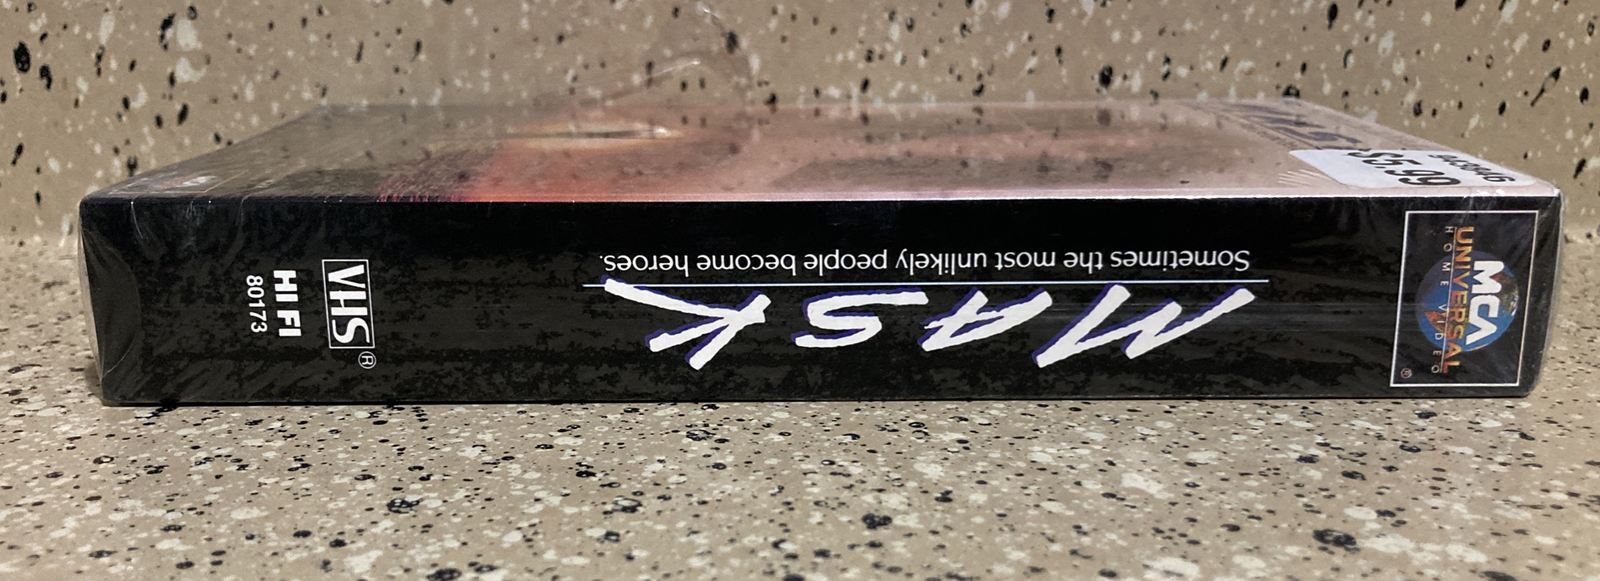 MCA
UNIVERSAL
HOME VIDEO
®
Sometimes the most unlikely people become heroes.
MASK
VHS®
HI FI
80173
$5.99